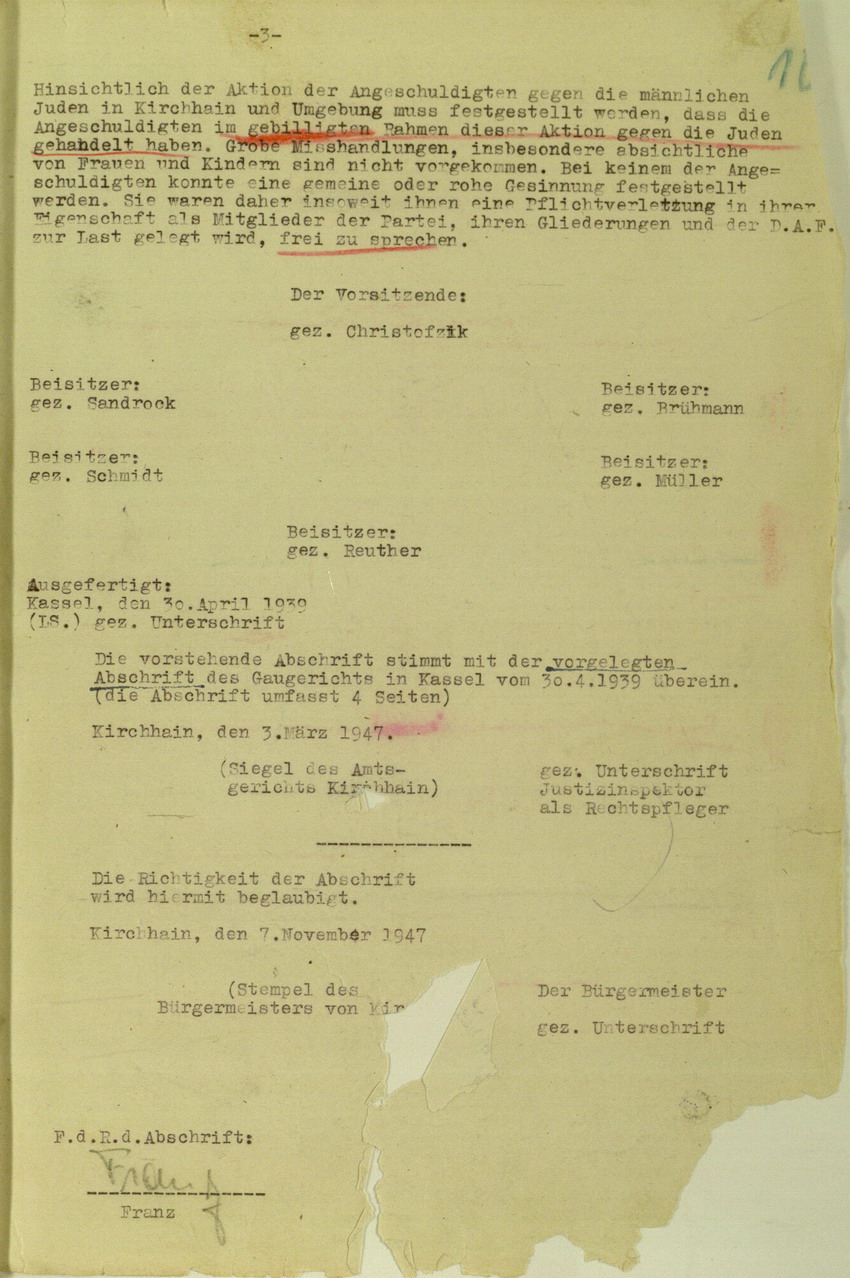 -3-
Hinsichtlich der Aktion der Angeschuldigten gegen die männlichen
Juden in Kirchhain und Umgebung muss festgestellt werden, dass die
Angeschuldigten im gebilligten Rahmen dieser Aktion gegen die Juden
gehandelt haben. Grobe Misshandlungen, insbesondere absichtliche
von Frauen und Kindern sind nicht vorgekommen. Bei keinem der Ange=
schuldigten konnte eine gemeine oder rohe Gesinnung festgestellt
werden. Sie waren daher insoweit ihnen eine Pflichtverletzung in ihrer
Eigenschaft als Mitglieder der Partei, ihren Gliederungen und der D.A.F.
zur Last gelegt wird, frei zu sprechen.
Der Vorsitzende:
gez. Christofzik
Beisitzer:
gez. Sandrock
Beisitzer:
gez. Brühmann
Beisitzer:
gez. Schmidt
Beisitzer:
gez. Müller
Beisitzer:
gez. Reuther
Ausgefertigt:
Kassel, den 3o.April 1939
(LS.) gez. Unterschrift
Die vorstehende Abschrift stimmt mit der vorgelegten
Abschrift des Gaugerichts in Kassel vom 3o.4.1939 überein.
(die Abschrift umfasst 4 Seiten)
Kirchhain, den 3.März 1947.
(Siegel des Amts-
gerichts Kirchhain)
gez. Unterschrift
Justizinspektor
als Rechtspfleger
Die Richtigkeit der Abschrift
wird hiermit beglaubigt.
Kirchhain, den 7.November 1947
(Stempel des
Bürgermeisters von Kir
Der Bürgermeister
gez. Unterschrift
F.d.R.d.Abschrift:
Franz
Franz